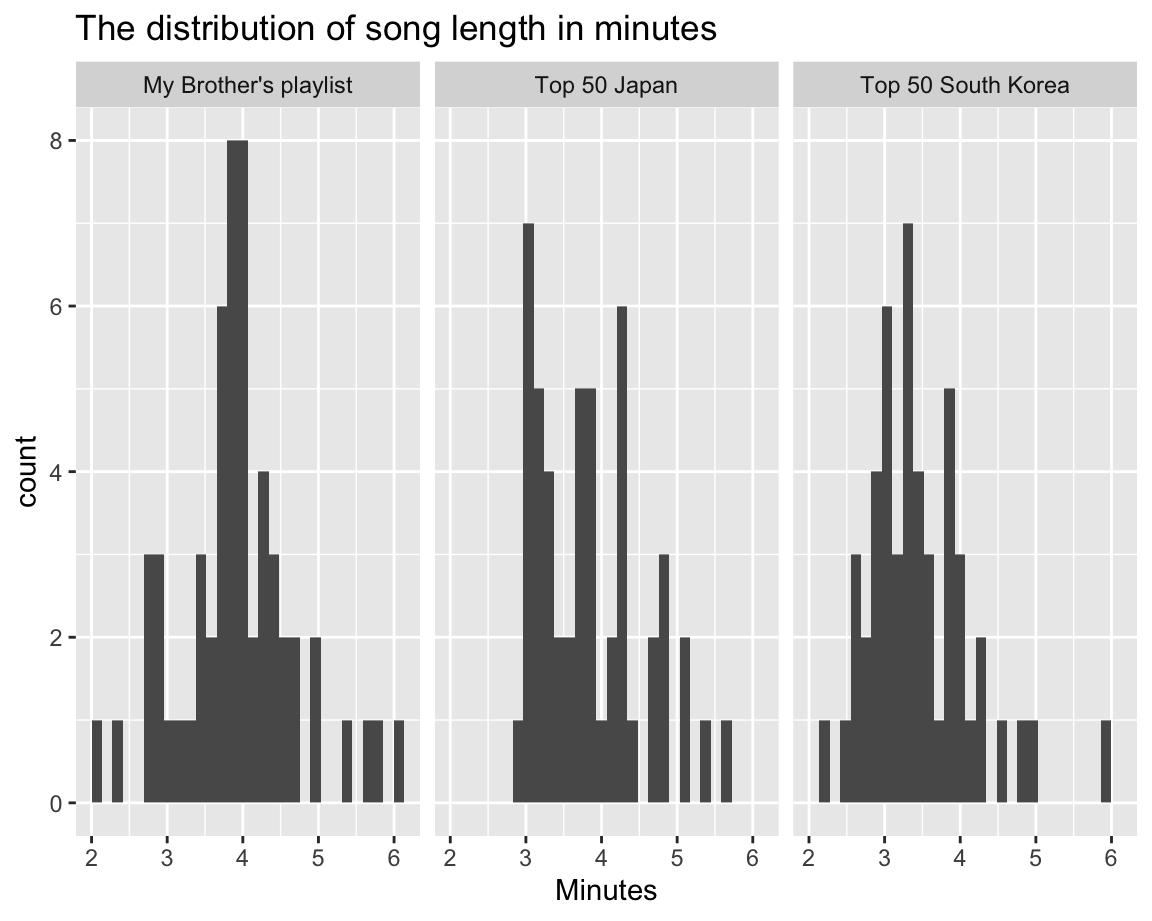 The distribution of song length in minutes
My Brother's playlist Top 50 Japan Top 50 South Korea
8
6
4
2
0
count
2 3 4 5 6 2 3 4 5 6 2 3 4 5 6
Minutes